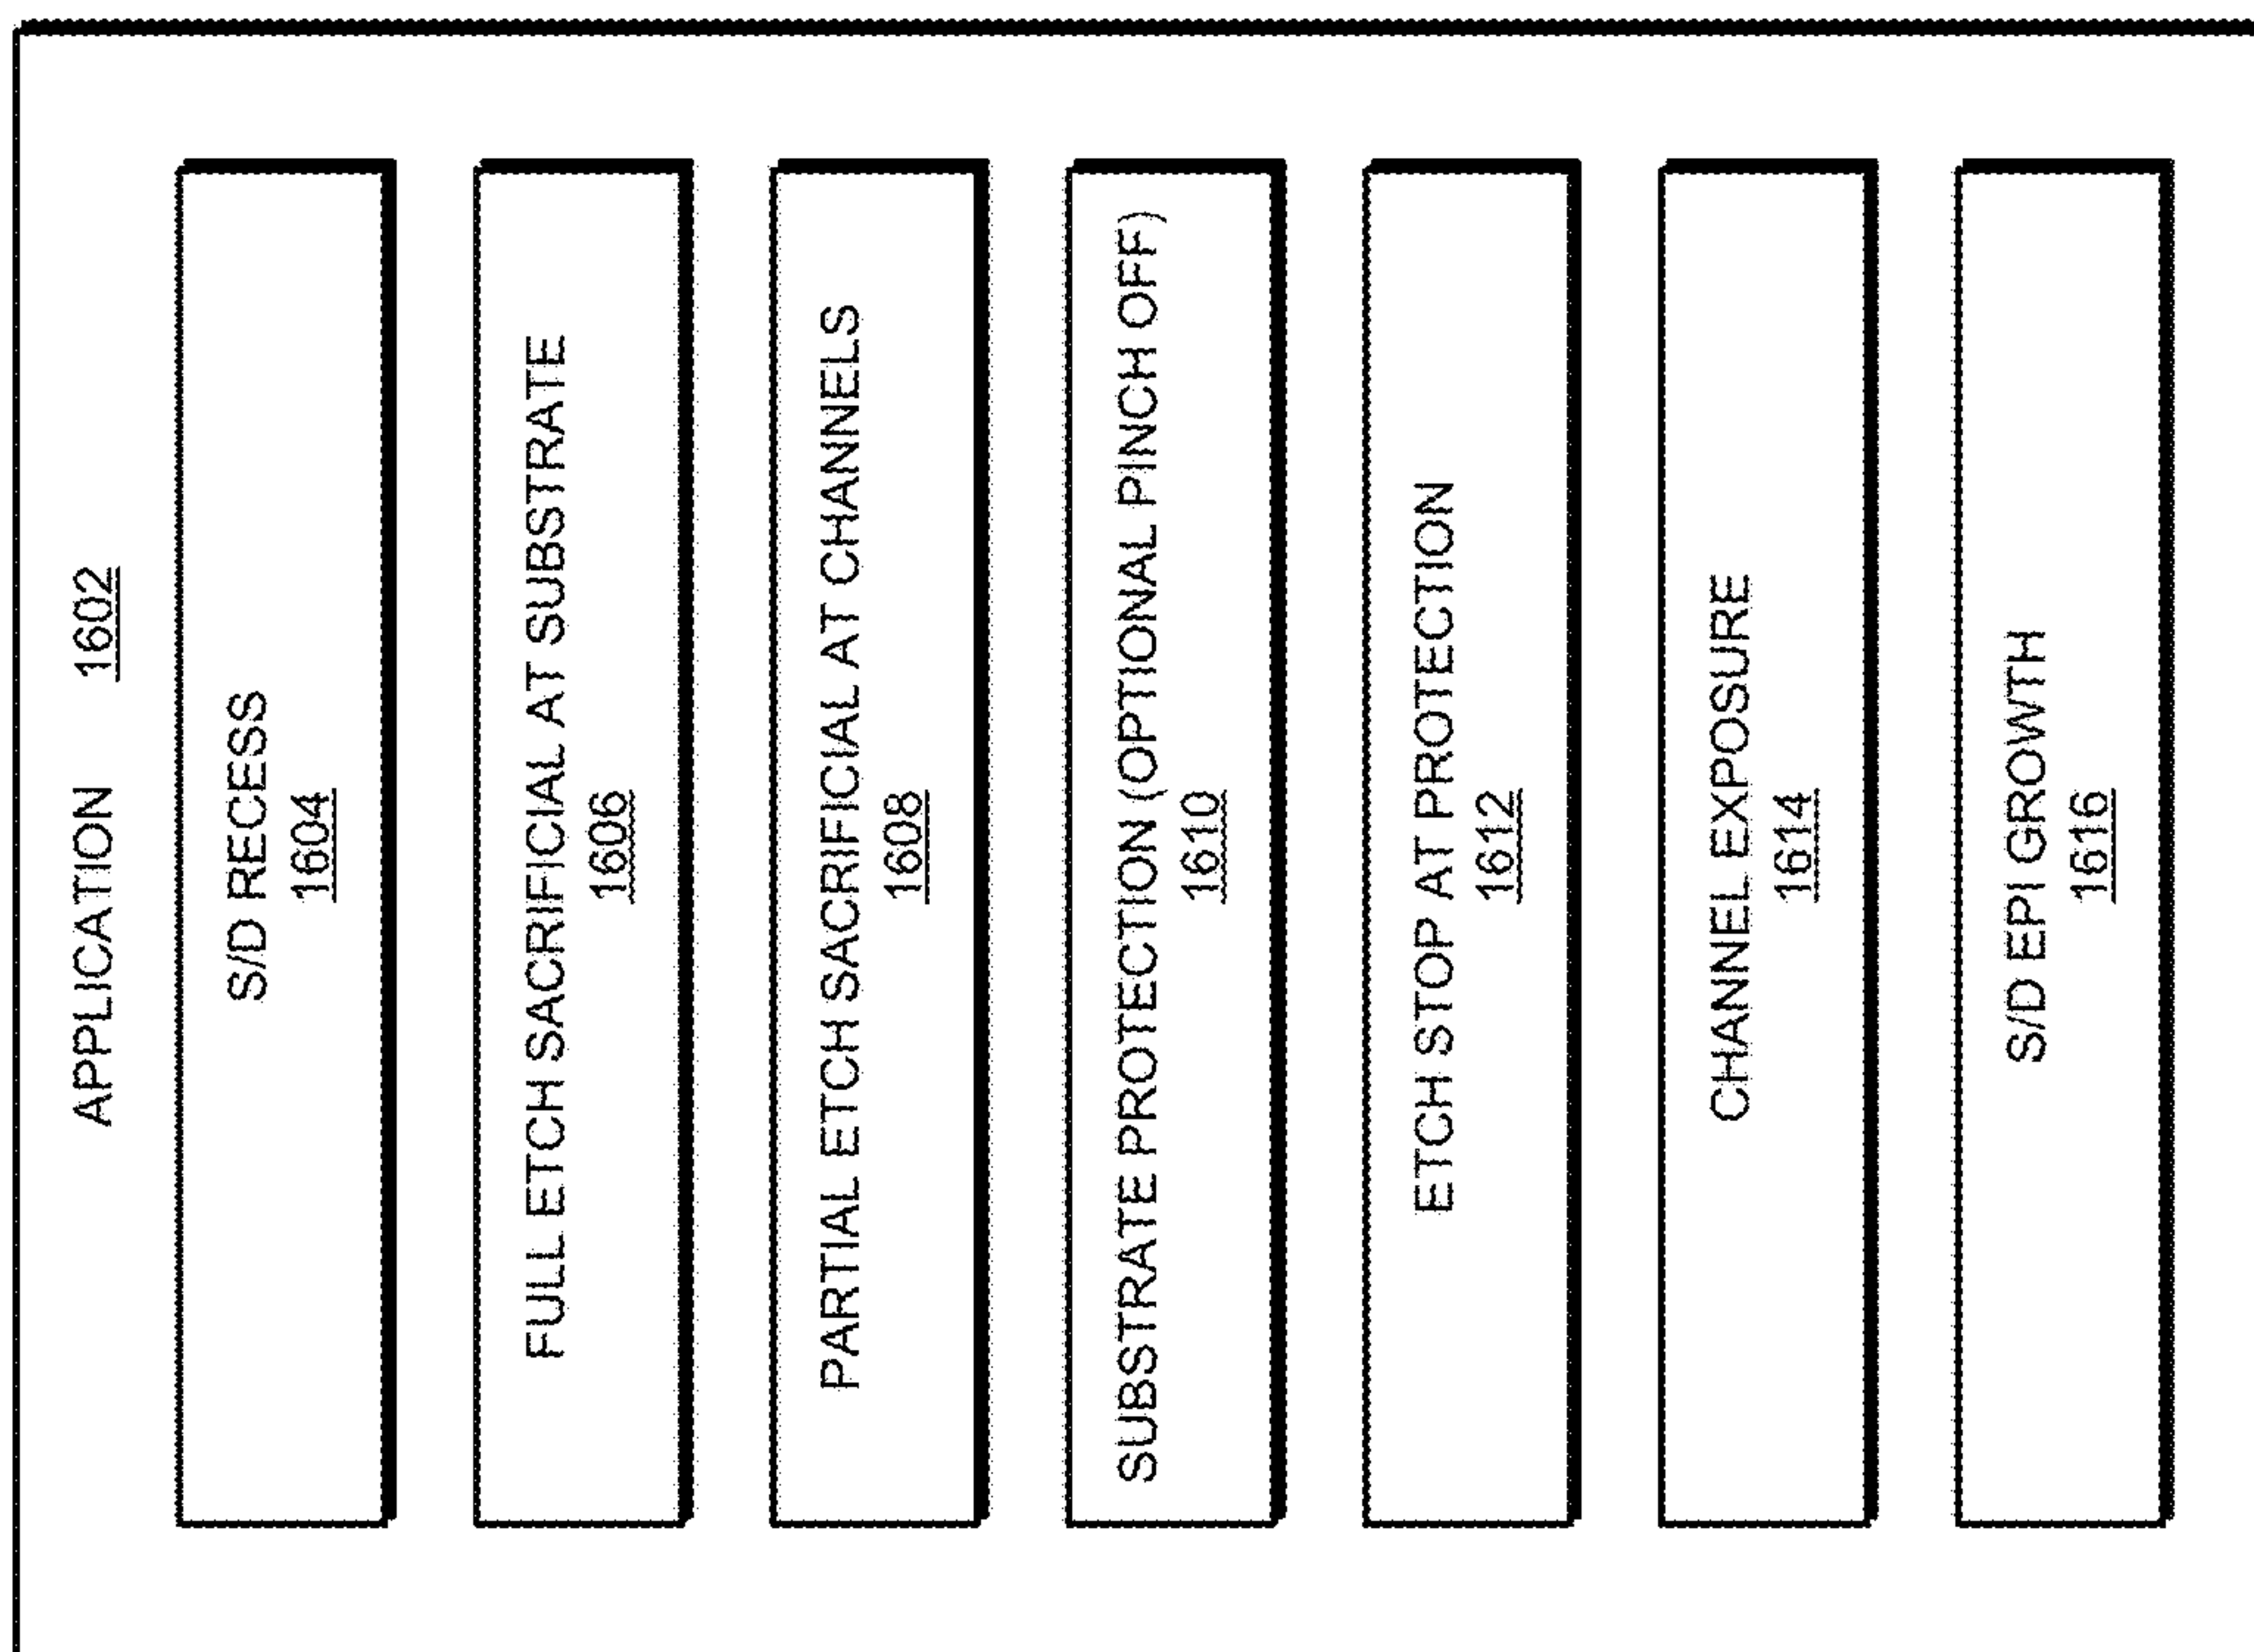 APPLICATION 1602
S/D RECESS
1604
FULL ETCH SACRIFICIAL AT SUBSTRATE
1606
PARTIAL ETCH SACRIFICIAL AT CHANNELS
1608
SUBSTRATE PROTECTION (OPTIONAL PINCH OFF)
1610
ETCH STOP AT PROTECTION
1612
CHANNEL EXPOSURE
1614
S/D EPI GROWTH
1616